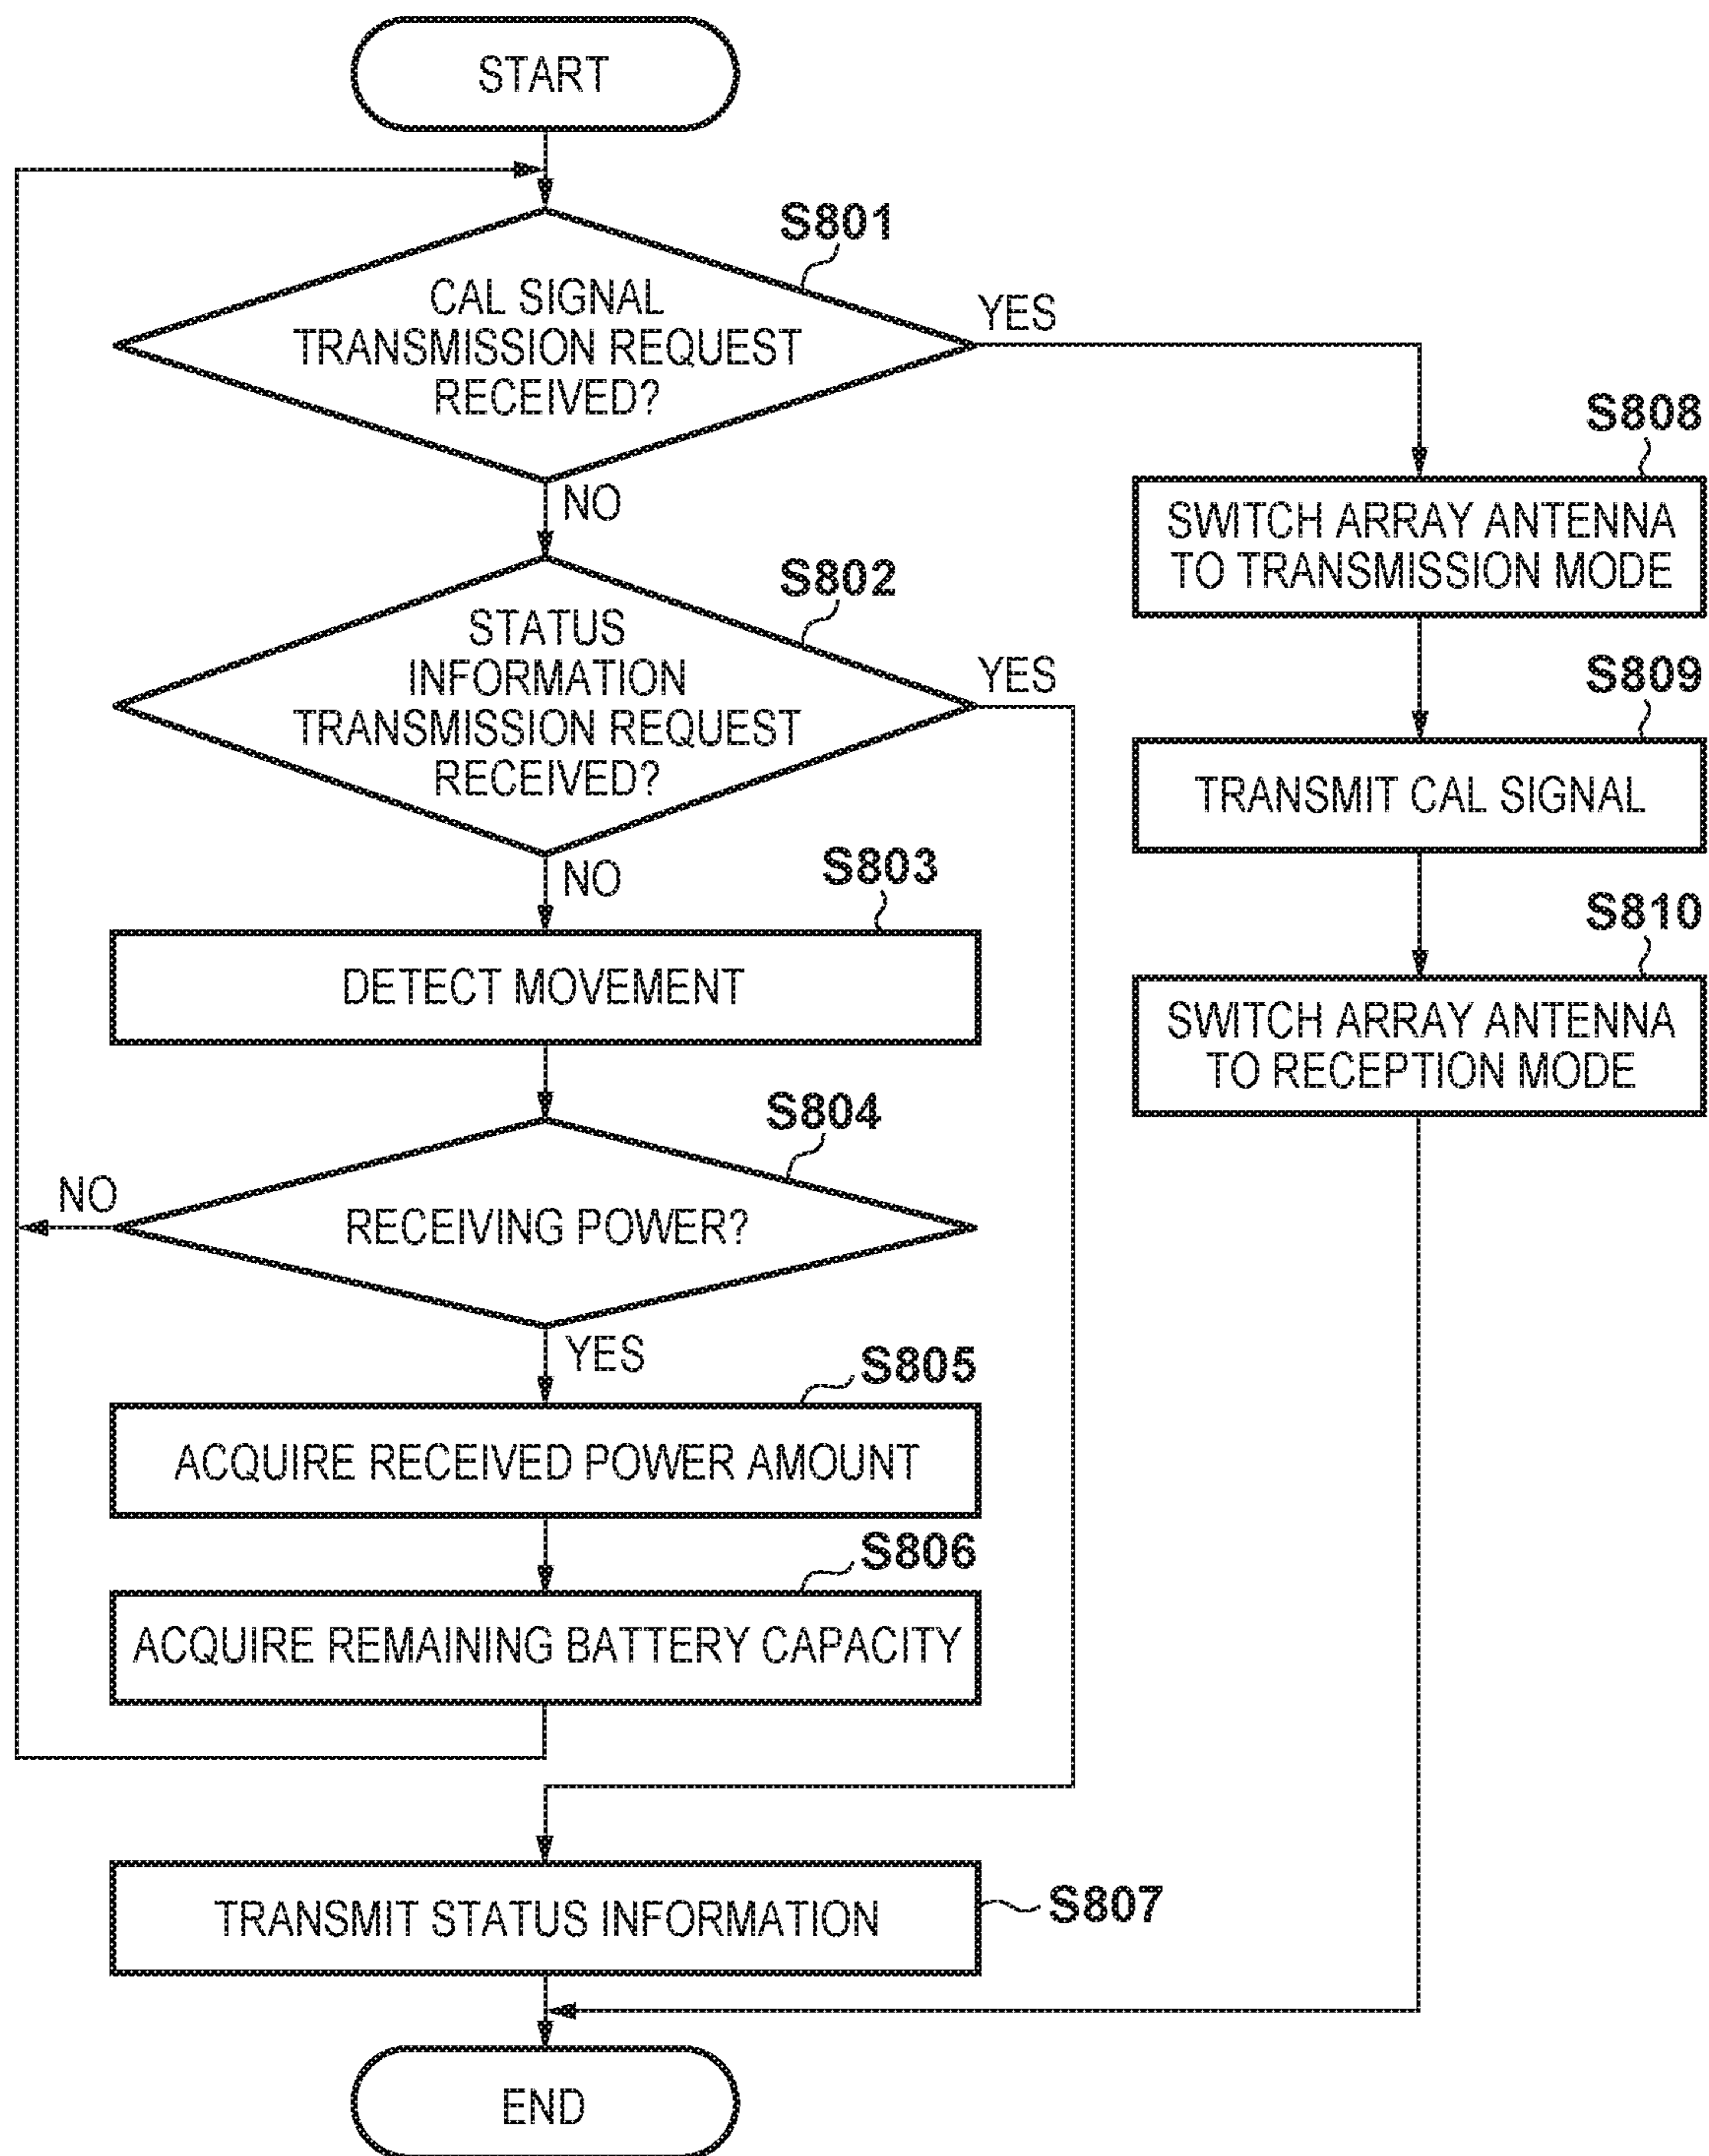 START
S801
CAL SIGNAL
TRANSMISSION REQUEST
RECEIVED?
YES
NO
S802
STATUS
INFORMATION
TRANSMISSION REQUEST
RECEIVED?
YES
NO
S803
DETECT MOVEMENT
S804
RECEIVING POWER?
NO
YES
S805
ACQUIRE RECEIVED POWER AMOUNT
S806
ACQUIRE REMAINING BATTERY CAPACITY
TRANSMIT STATUS INFORMATION
S807
S808
SWITCH ARRAY ANTENNA
TO TRANSMISSION MODE
S809
TRANSMIT CAL SIGNAL
S810
SWITCH ARRAY ANTENNA
TO RECEPTION MODE
END